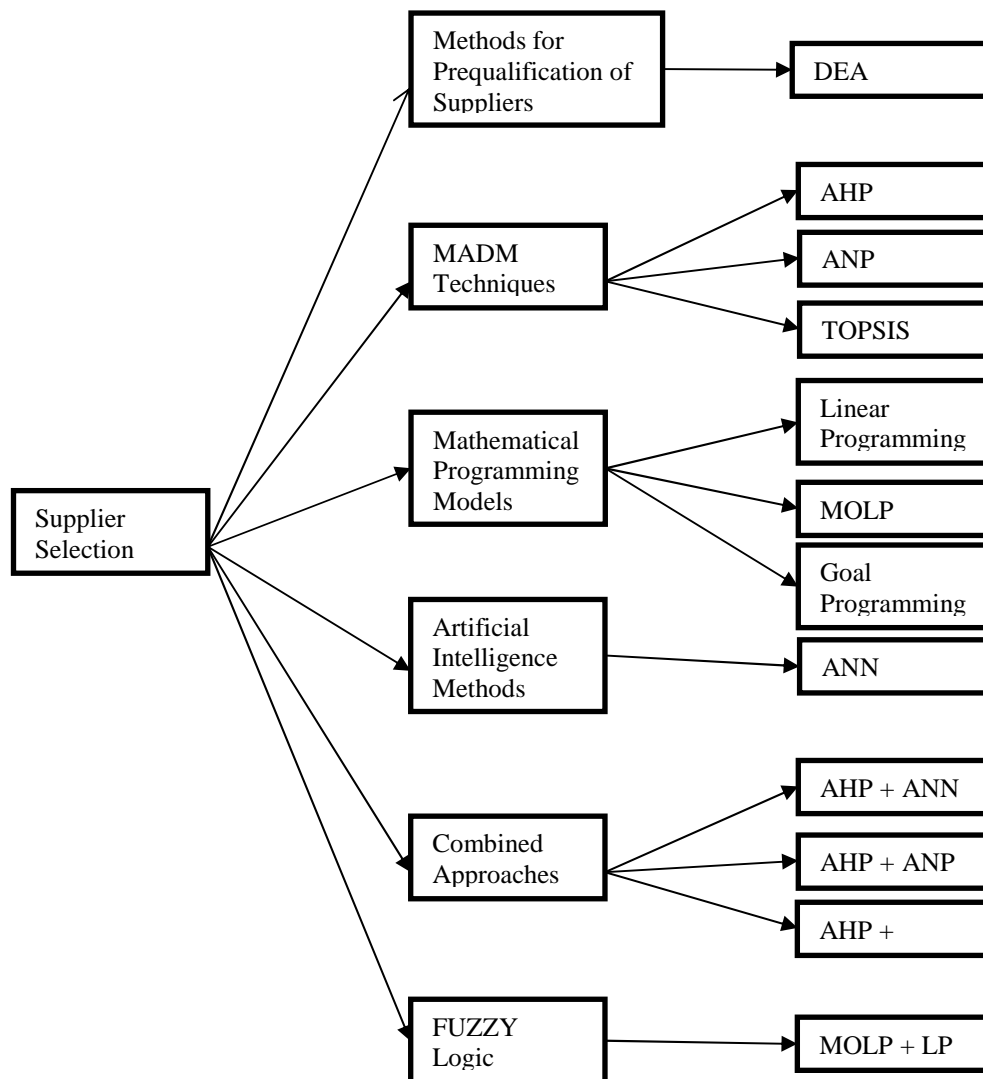 Supplier
Selection
Methods for
Prequalification of
Suppliers
DEA
MADM
Techniques
AHP
ANP
TOPSIS
Mathematical
Programming
Models
Linear
Programming
MOLP
Goal
Programming
Artificial
Intelligence
Methods
ANN
Combined
Approaches
AHP + ANN
AHP + ANP
AHP +
FUZZY
Logic
MOLP + LP